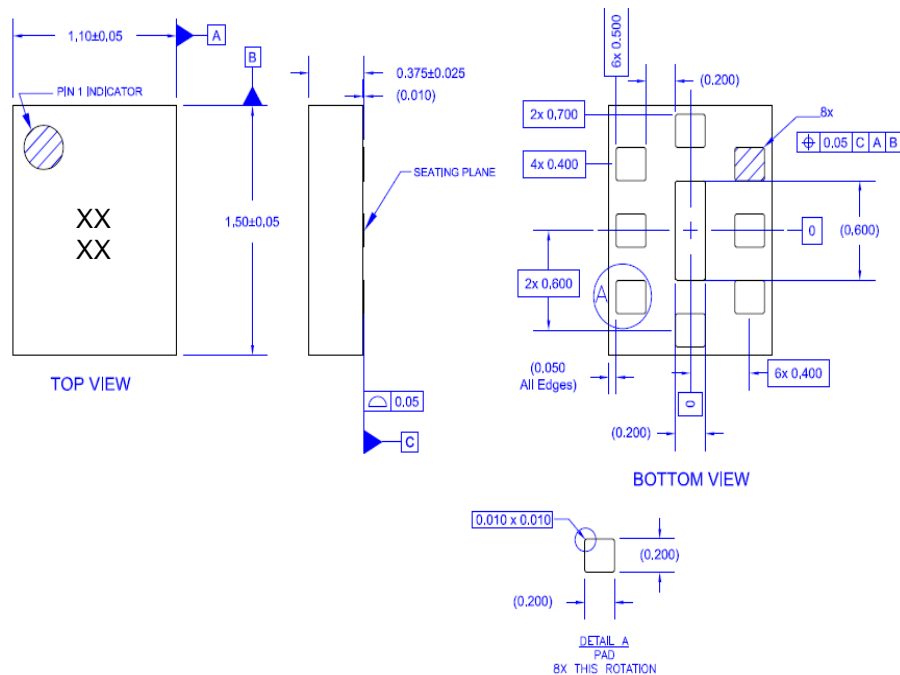 1,10±0,05
A
B
PIN 1 INDICATOR
XX
XX
1,50±0,05
TOP VIEW
0.375±0.025
(0.010)
SEATING PLANE
0.05
C
6x 0.500
(0.200)
2x 0,700
8x
0.05 C A B
4x 0.400
A
0
(0,600)
2x 0,600
(0.050
All Edges)
6x 0,400
0
(0.200)
BOTTOM VIEW
0.010 x 0.010
(0,200)
(0.200)
DETAIL A
PAD
8X THIS ROTATION